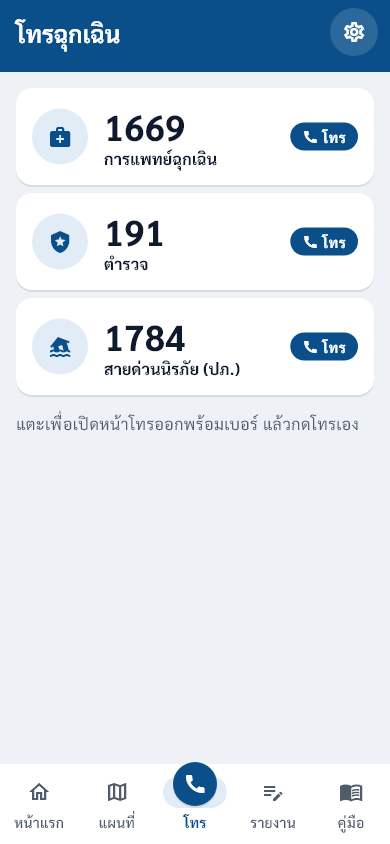 โทรฉุกเฉิน
1669
การแพทย์ฉุกเฉิน
โทร
191
ตำรวจ
โทร
1784
สายด่วนนิรภัย (ปภ.)
โทร
แตะเพื่อเปิดหน้าโทรออกพร้อมเบอร์ แล้วกดโทรเอง
หน้าแรก
แผนที่
โทร
รายงาน
คู่มือ